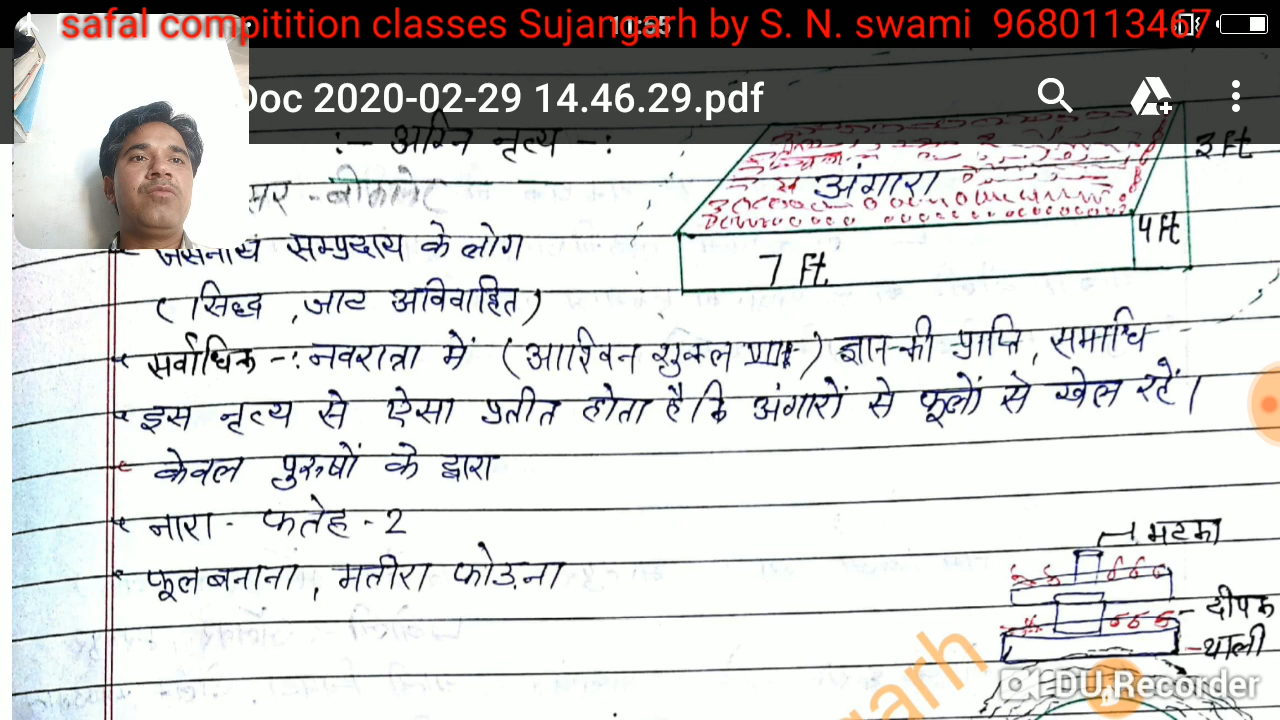 safal compitition classes Sujangarh by S. N. swami 9680113467
Doc 2020-02-29 14.46.29.pdf
:- अग्नि नृत्य -:
3 Ft
अंगारा
4 Ft
7 Ft.
जसनाथ सम्प्रदाय के लोग
( सिद्ध , जाट अविवाहित)
सर्वाधिक -: नवरात्रा में (आश्विन शुक्ल ) ज्ञान की प्राप्ति, समाधि
इस नृत्य से ऐसा प्रतीत होता है कि अंगारों से फूलों से खेल रहें।
केवल पुरुषों के द्वारा
नारा - फतेह - 2
फूल बनाना, मतीरा फोड़ना
मटका
दीपक
थाली
garh
DU Recorder